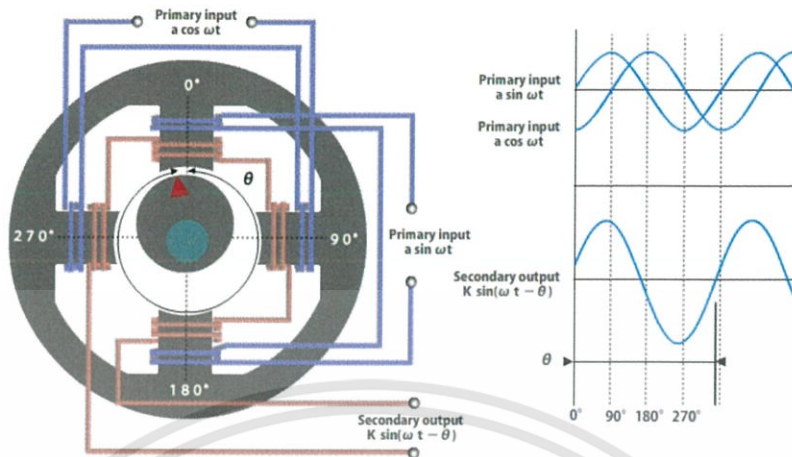 Primary input
a cos ωt
0°
θ
270°
90°
180°
Primary input
a sin ωt
Secondary output
K sin(ω t − θ)
Primary input
a sin ωt
Primary input
a cos ωt
Secondary output
K sin(ω t − θ)
θ
0° 90° 180° 270°